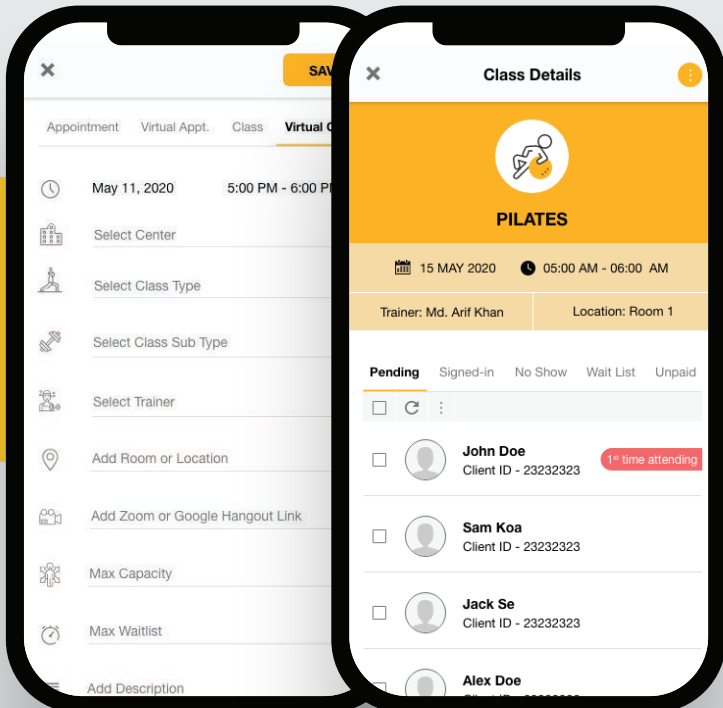 SAV
Appointment Virtual Appt. Class Virtual C
May 11, 2020 5:00 PM - 6:00 PM
Select Center
Select Class Type
Select Class Sub Type
Select Trainer
Add Room or Location
Add Zoom or Google Hangout Link
Max Capacity
Max Waitlist
Add Description
Class Details
PILATES
15 MAY 2020 05:00 AM - 06:00 AM
Trainer: Md. Arif Khan Location: Room 1
Pending Signed-in No Show Wait List Unpaid
John Doe
Client ID - 23232323
1st time attending
Sam Koa
Client ID - 23232323
Jack Se
Client ID - 23232323
Alex Doe